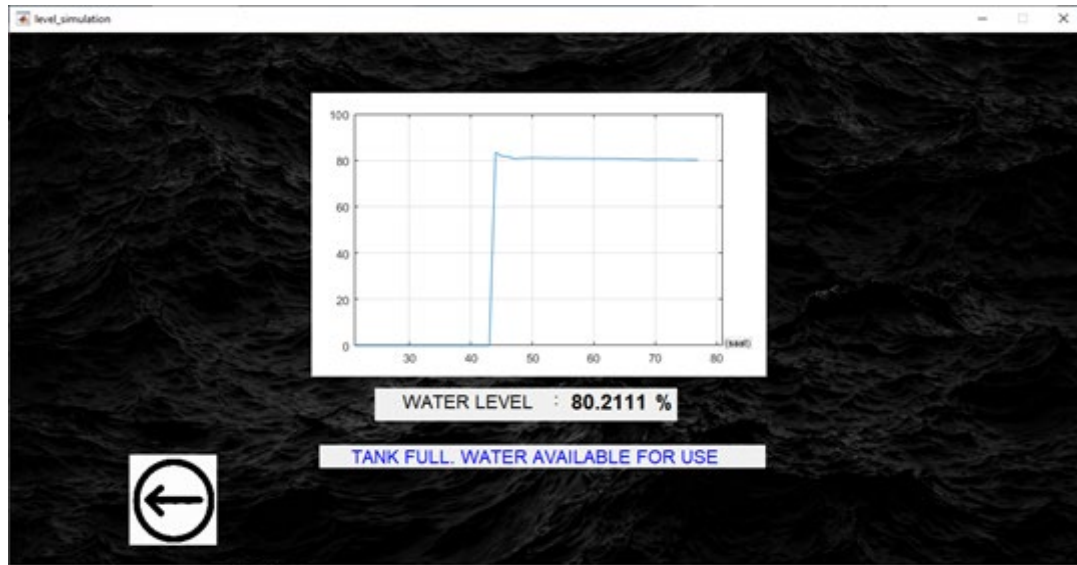 level_simulation
100
80
60
40
20
0
30 40 50 60 70 80
WATER LEVEL : 80.2111 %
TANK FULL. WATER AVAILABLE FOR USE